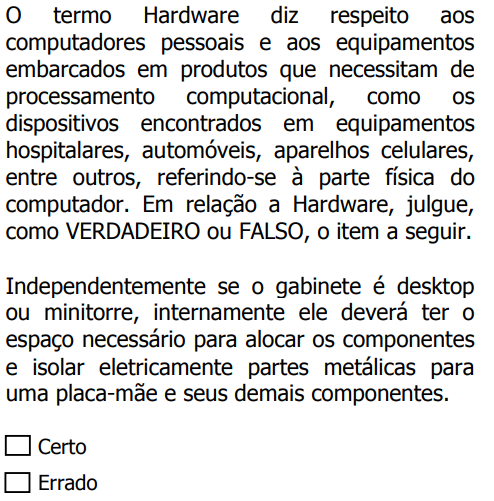 O termo Hardware diz respeito aos
computadores pessoais e aos equipamentos
embarcados em produtos que necessitam de
processamento computacional, como os
dispositivos encontrados em equipamentos
hospitalares, automóveis, aparelhos celulares,
entre outros, referindo-se à parte física do
computador. Em relação a Hardware, julgue,
como VERDADEIRO ou FALSO, o item a seguir.
Independentemente se o gabinete é desktop
ou minitorre, internamente ele deverá ter o
espaço necessário para alocar os componentes
e isolar eletricamente partes metálicas para
uma placa-mãe e seus demais componentes.
Certo
Errado